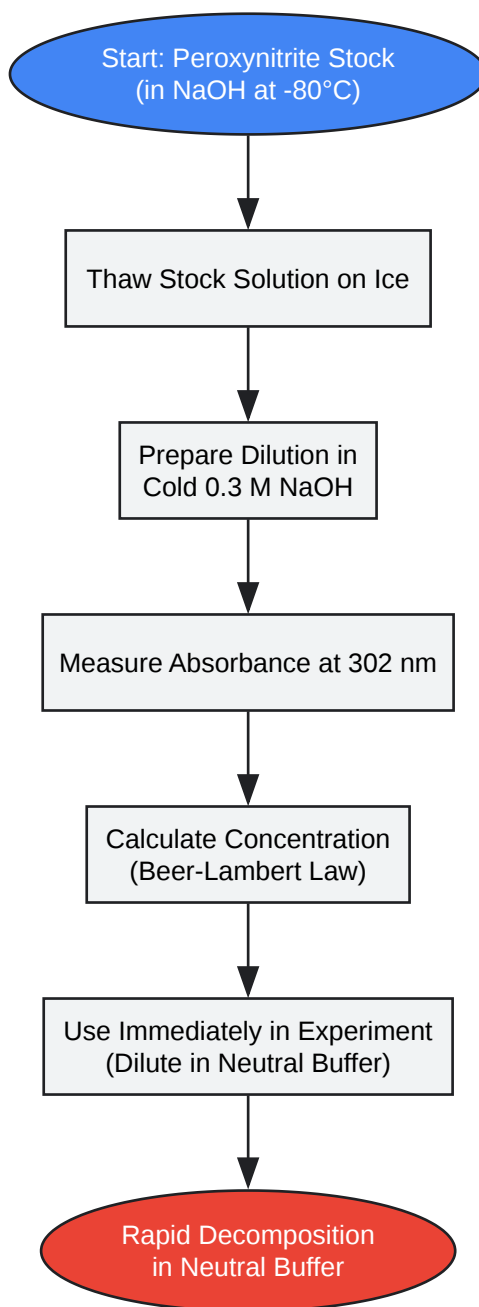 Start: Peroxynitrite Stock
(in NaOH at -80°C)
Thaw Stock Solution on Ice
Prepare Dilution in
Cold 0.3 M NaOH
Measure Absorbance at 302 nm
Calculate Concentration
(Beer-Lambert Law)
Use Immediately in Experiment
(Dilute in Neutral Buffer)
Rapid Decomposition
in Neutral Buffer